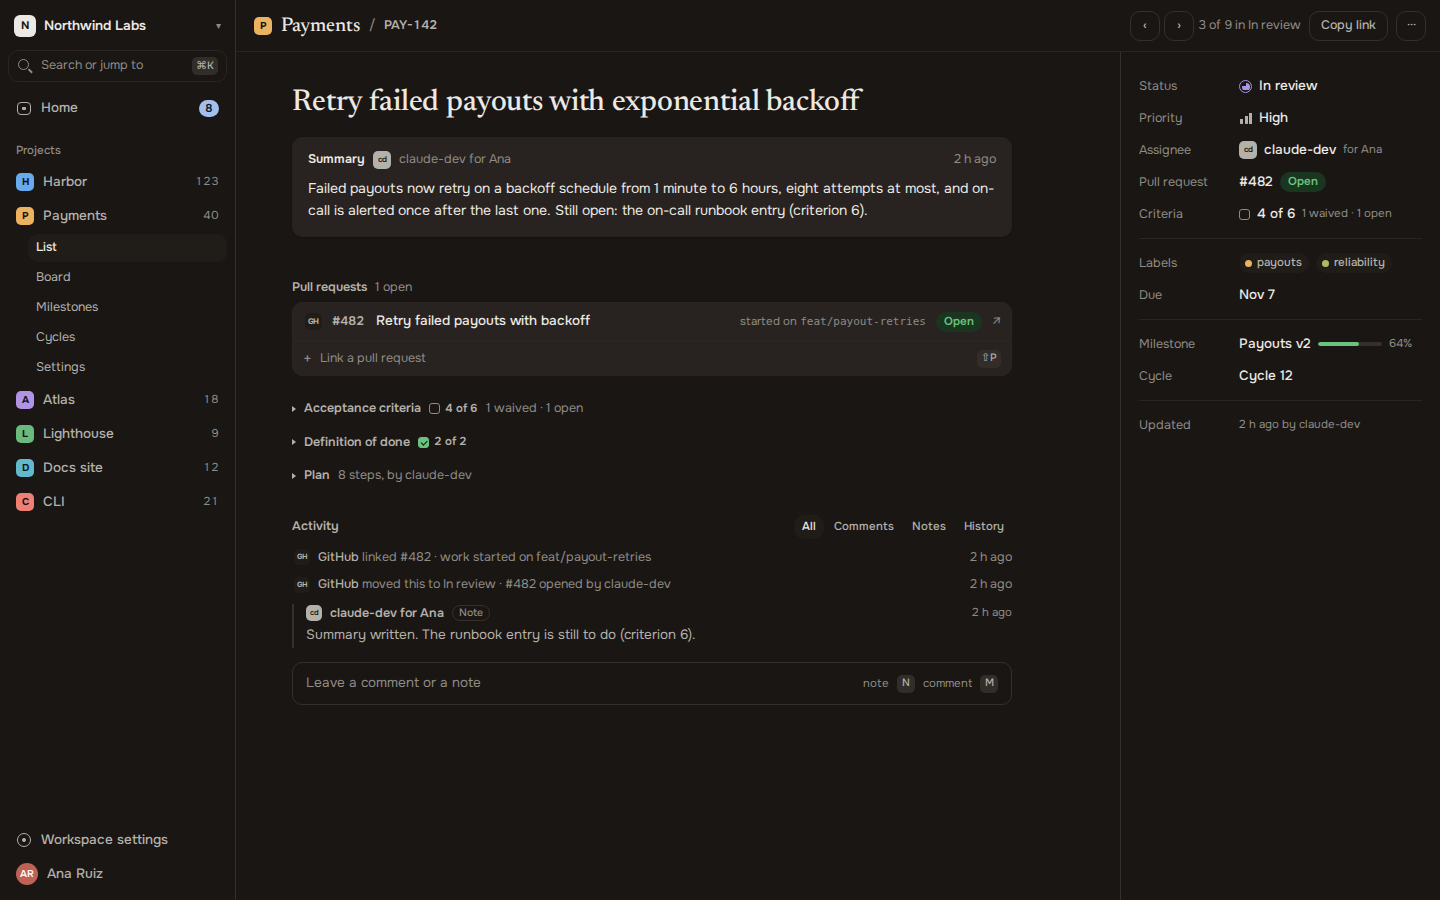 N Northwind Labs
Search or jump to ⌘K
Home 8
Projects
H Harbor 123
P Payments 40
List
Board
Milestones
Cycles
Settings
A Atlas 18
L Lighthouse 9
D Docs site 12
C CLI 21
Workspace settings
AR Ana Ruiz
P Payments / PAY-142
‹ › 3 of 9 in In review Copy link ···
Retry failed payouts with exponential backoff
Summary cd claude-dev for Ana 2 h ago
Failed payouts now retry on a backoff schedule from 1 minute to 6 hours, eight attempts at most, and on-
call is alerted once after the last one. Still open: the on-call runbook entry (criterion 6).
Pull requests 1 open
GH #482 Retry failed payouts with backoff started on feat/payout-retries Open ↗
+ Link a pull request ⇧P
Acceptance criteria 4 of 6 1 waived · 1 open
Definition of done 2 of 2
Plan 8 steps, by claude-dev
Activity All Comments Notes History
GH GitHub linked #482 · work started on feat/payout-retries 2 h ago
GH GitHub moved this to In review · #482 opened by claude-dev 2 h ago
cd claude-dev for Ana Note 2 h ago
Summary written. The runbook entry is still to do (criterion 6).
Leave a comment or a note note N comment M
Status In review
Priority High
Assignee cd claude-dev for Ana
Pull request #482 Open
Criteria 4 of 6 1 waived · 1 open
Labels payouts reliability
Due Nov 7
Milestone Payouts v2 64%
Cycle Cycle 12
Updated 2 h ago by claude-dev